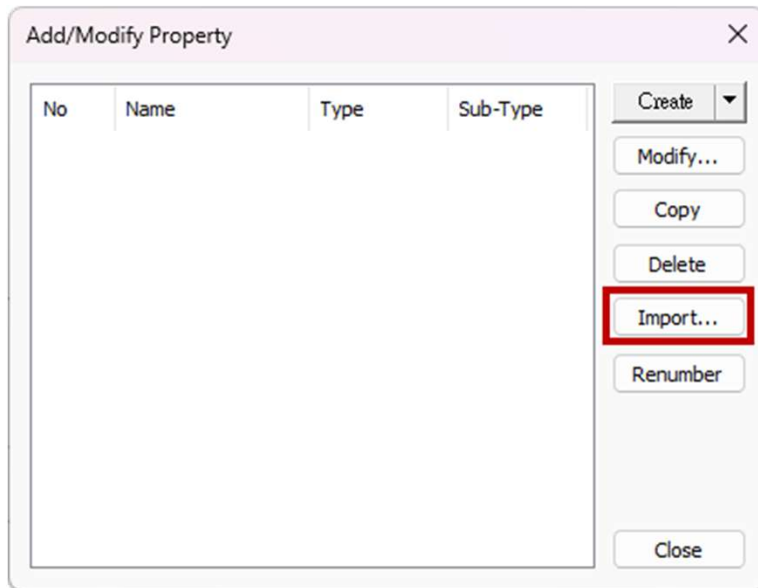 Add/Modify Property
No Name Type Sub-Type
Create
Modify...
Copy
Delete
Import...
Renumber
Close